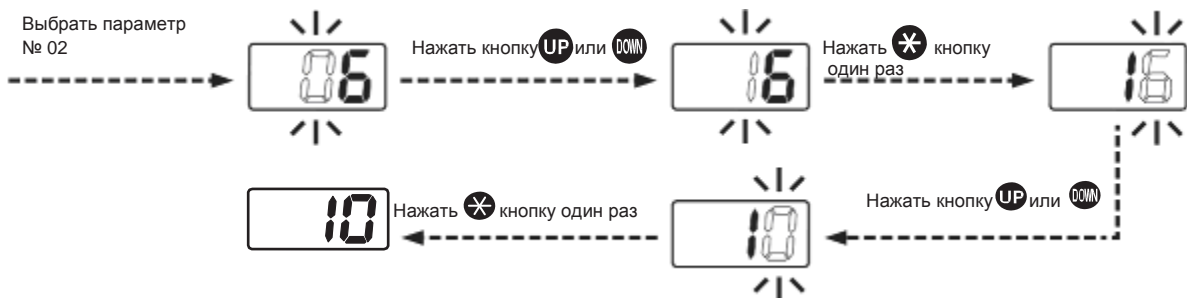 Выбрать параметр
№ 02
06
Нажать кнопку UP или DOWN
16
Нажать кнопку
один раз
16
Нажать кнопку UP или DOWN
10
Нажать кнопку один раз
10